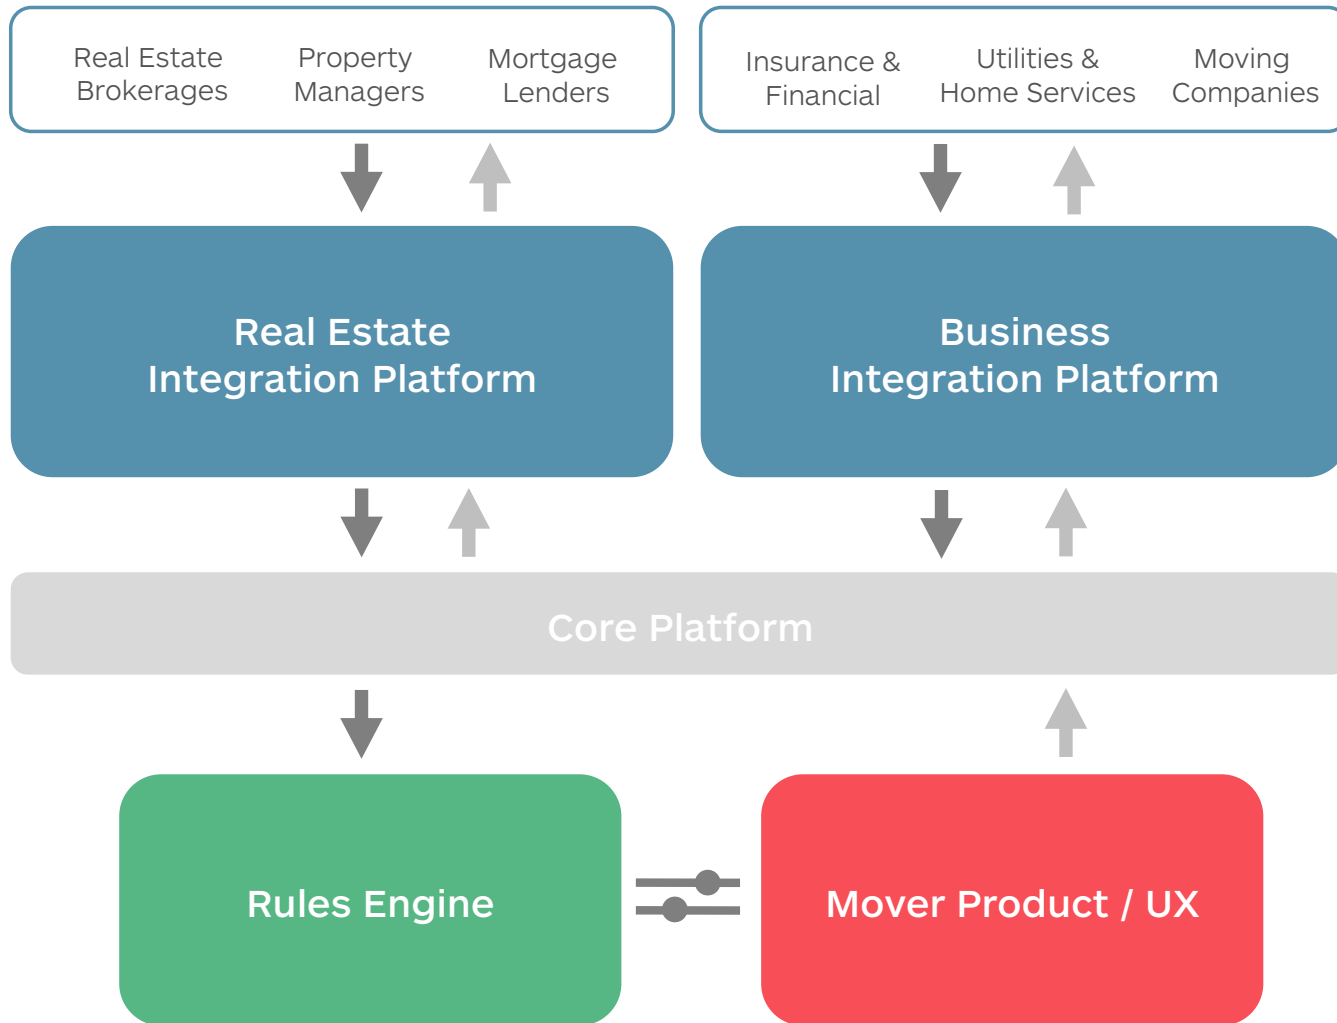 Real Estate
Brokerages
Property
Managers
Mortgage
Lenders
Insurance &
Financial
Utilities &
Home Services
Moving
Companies
Real Estate
Integration Platform
Business
Integration Platform
Core Platform
Rules Engine
Mover Product / UX